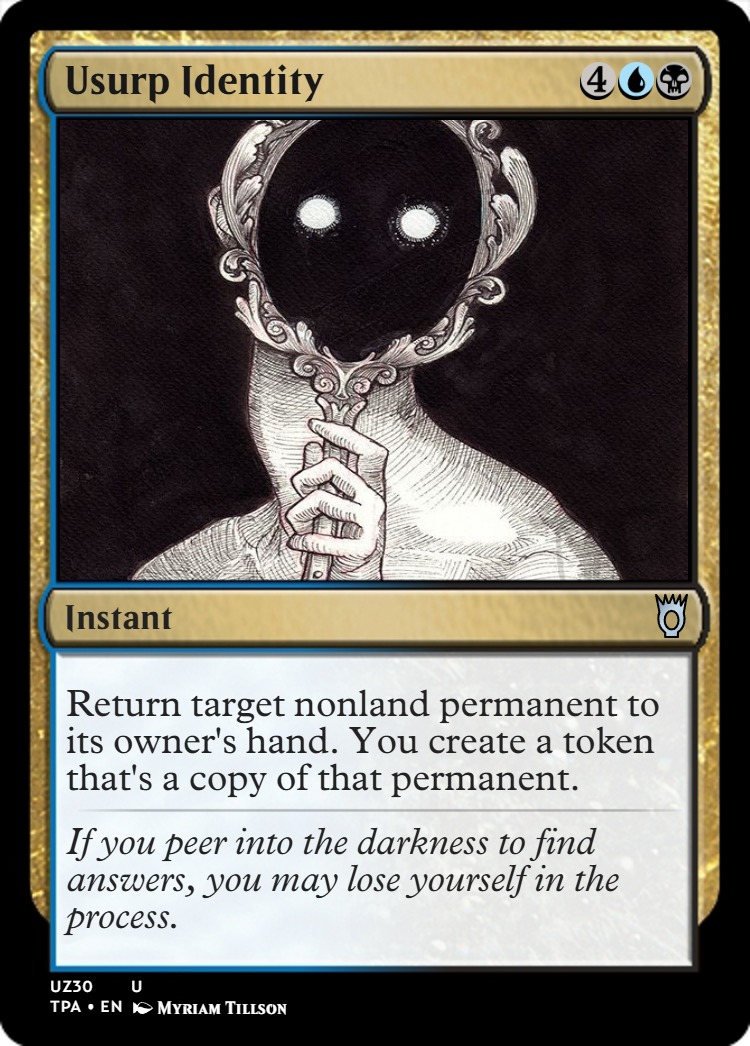 Usurp Identity 4
Instant
Return target nonland permanent to
its owner's hand. You create a token
that's a copy of that permanent.
If you peer into the darkness to find
answers, you may lose yourself in the
process.
UZ30 U
TPA • EN Myriam Tillson